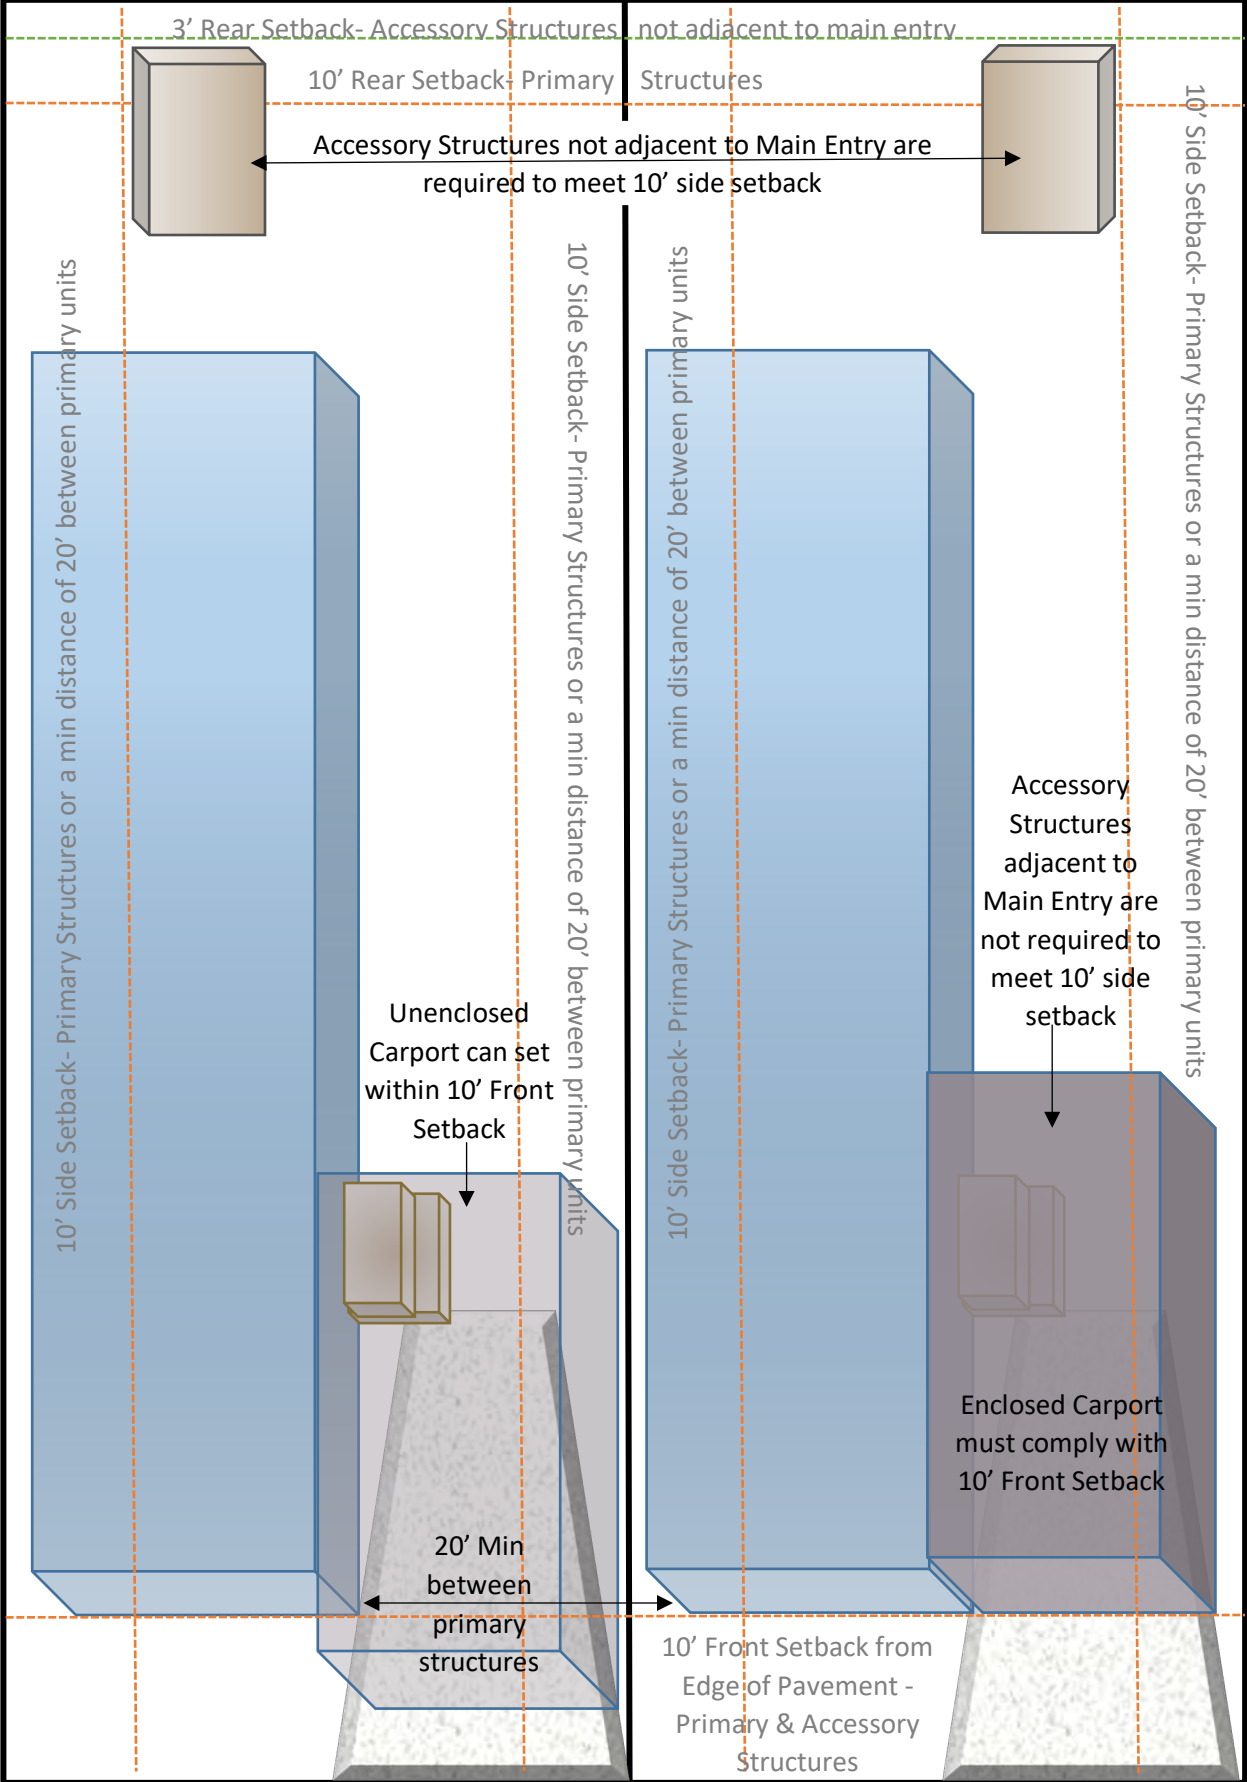 3’ Rear Setback- Accessory Structures not adjacent to main entry
10’ Rear Setback- Primary Structures
Accessory Structures not adjacent to Main Entry are
required to meet 10’ side setback
10’ Side Setback- Primary Structures or a min distance of 20’ between primary units
10’ Side Setback- Primary Structures or a min distance of 20’ between primary units
10’ Side Setback- Primary Structures or a min distance of 20’ between primary units
10’ Side Setback- Primary Structures or a min distance of 20’ between primary units
Accessory
Structures
adjacent to
Main Entry are
not required to
meet 10’ side
setback
Unenclosed
Carport can set
within 10’ Front
Setback
Enclosed Carport
must comply with
10’ Front Setback
20’ Min
between
primary
structures
10’ Front Setback from
Edge of Pavement -
Primary & Accessory
Structures